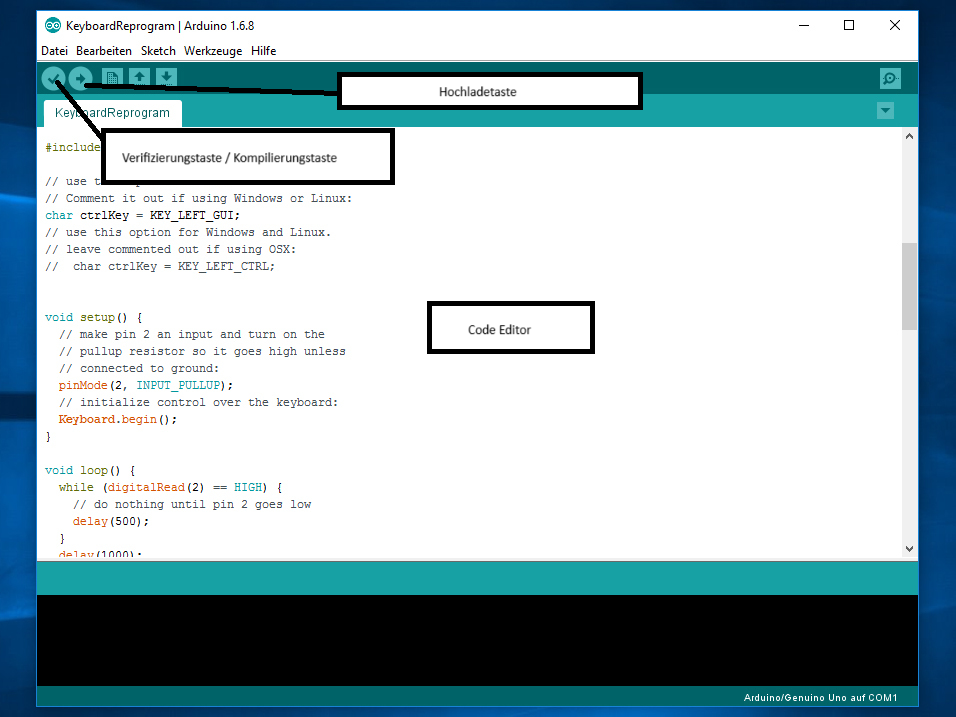 KeyboardReprogram | Arduino 1.6.8
Datei Bearbeiten Sketch Werkzeuge Hilfe
Hochladetaste
KeyboardReprogram
Verifizierungstaste / Kompilierungstaste
#include
// use
// Comment it out if using Windows or Linux:
char ctrlKey = KEY_LEFT_GUI;
// use this option for Windows and Linux.
// leave commented out if using OSX:
//  char ctrlKey = KEY_LEFT_CTRL;
void setup() {
Code Editor
  // make pin 2 an input and turn on the
  // pullup resistor so it goes high unless
  // connected to ground:
  pinMode(2, INPUT_PULLUP);
  // initialize control over the keyboard:
  Keyboard.begin();
}
void loop() {
  while (digitalRead(2) == HIGH) {
    // do nothing until pin 2 goes low
    delay(500);
  }
  delay(1000);
Arduino/Genuino Uno auf COM1